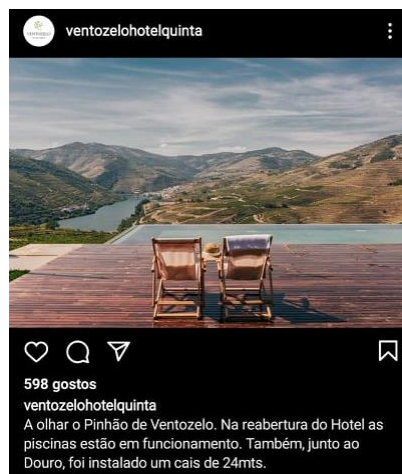 VENTOZELO
ventozelohotelquinta
598 gostos
ventozelohotelquinta
A olhar o Pinhão de Ventozelo. Na reabertura do Hotel as
piscinas estão em funcionamento. Também, junto ao
Douro, foi instalado um cais de 24mts.